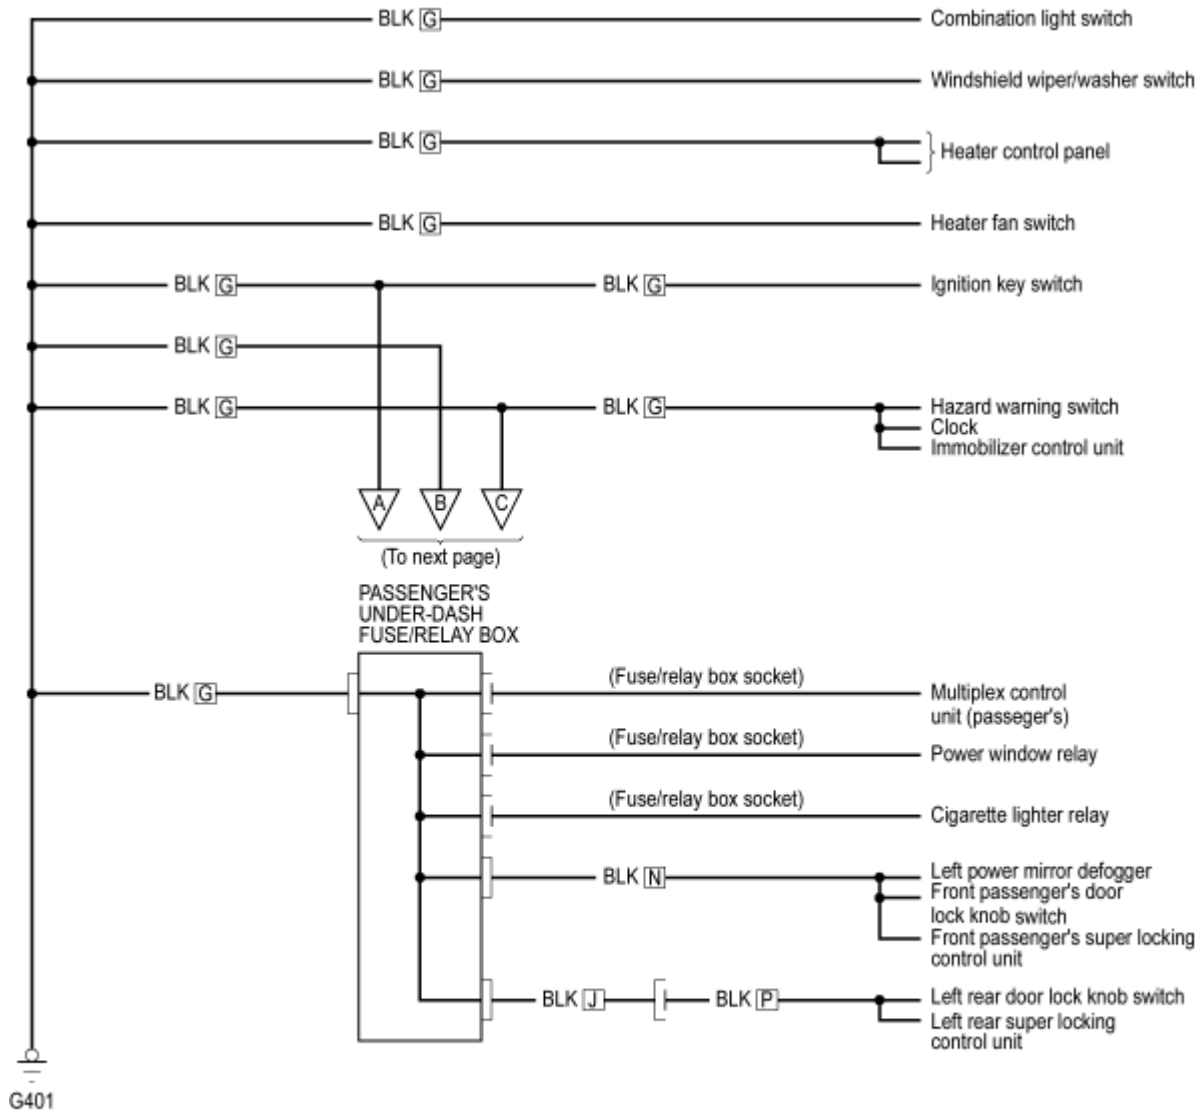 BLK G Combination light switch
BLK G Windshield wiper/washer switch
BLK G Heater control panel
BLK G Heater fan switch
BLK G BLK G Ignition key switch
BLK G
BLK G BLK G Hazard warning switch
Clock
Immobilizer control unit
A B C
(To next page)
PASSENGER'S
UNDER-DASH
FUSE/RELAY BOX
(Fuse/relay box socket)
BLK G Multiplex control
unit (passeger's)
(Fuse/relay box socket)
Power window relay
(Fuse/relay box socket)
Cigarette lighter relay
BLK N Left power mirror defogger
Front passenger's door
lock knob switch
Front passenger's super locking
control unit
BLK J BLK P Left rear door lock knob switch
Left rear super locking
control unit
G401